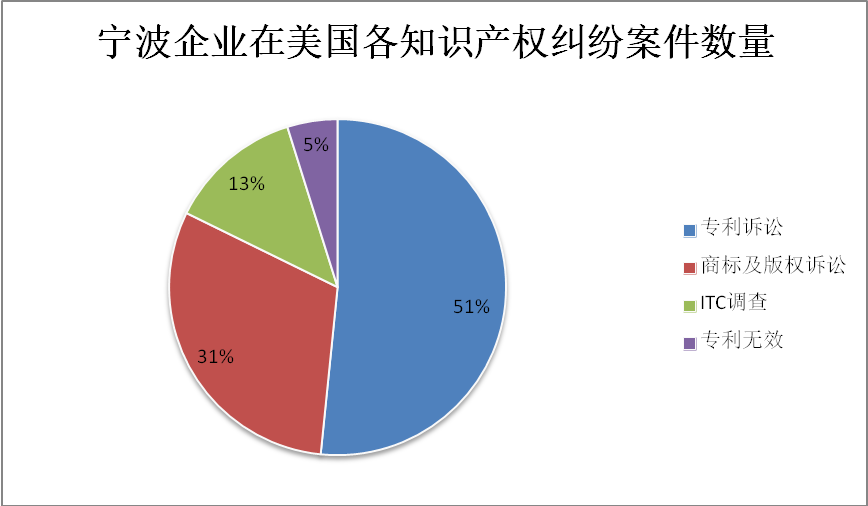 宁波企业在美国各知识产权纠纷案件数量
5%
13%
51%
31%
专利诉讼
商标及版权诉讼
ITC调查
专利无效